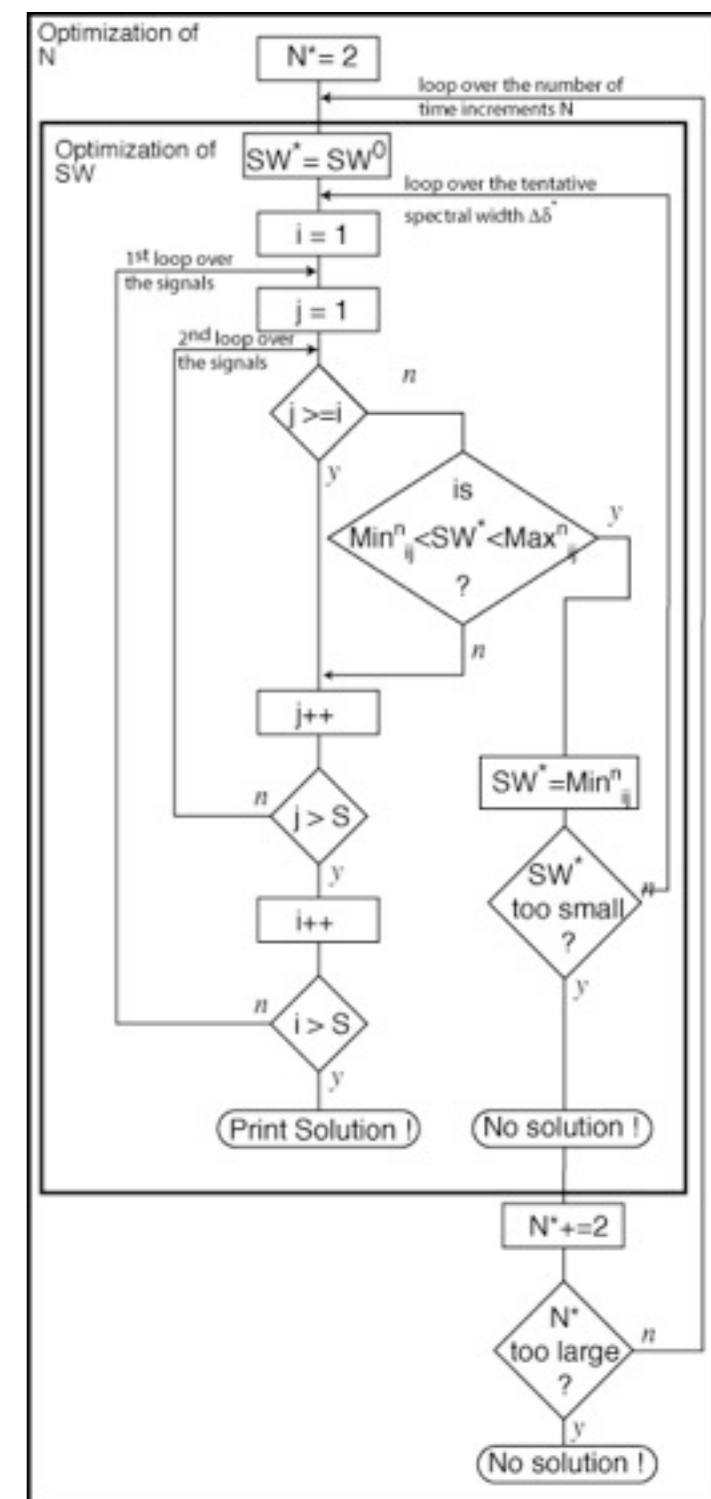 Optimization of
N
N*= 2
loop over the number of
time increments N
Optimization of
SW
SW*= SW0
loop over the tentative
spectral width Δδ*
i = 1
1st loop over
the signals
j = 1
2nd loop over
the signals
n
j >=i
y
is
Minnij<SW*<Maxnij
?
y
n
j++
SW*=Minnij
n
j > S
y
SW*
too small
?
n
i++
y
n
i > S
y
Print Solution !
No solution !
N*+=2
N*
too large
?
n
y
No solution !